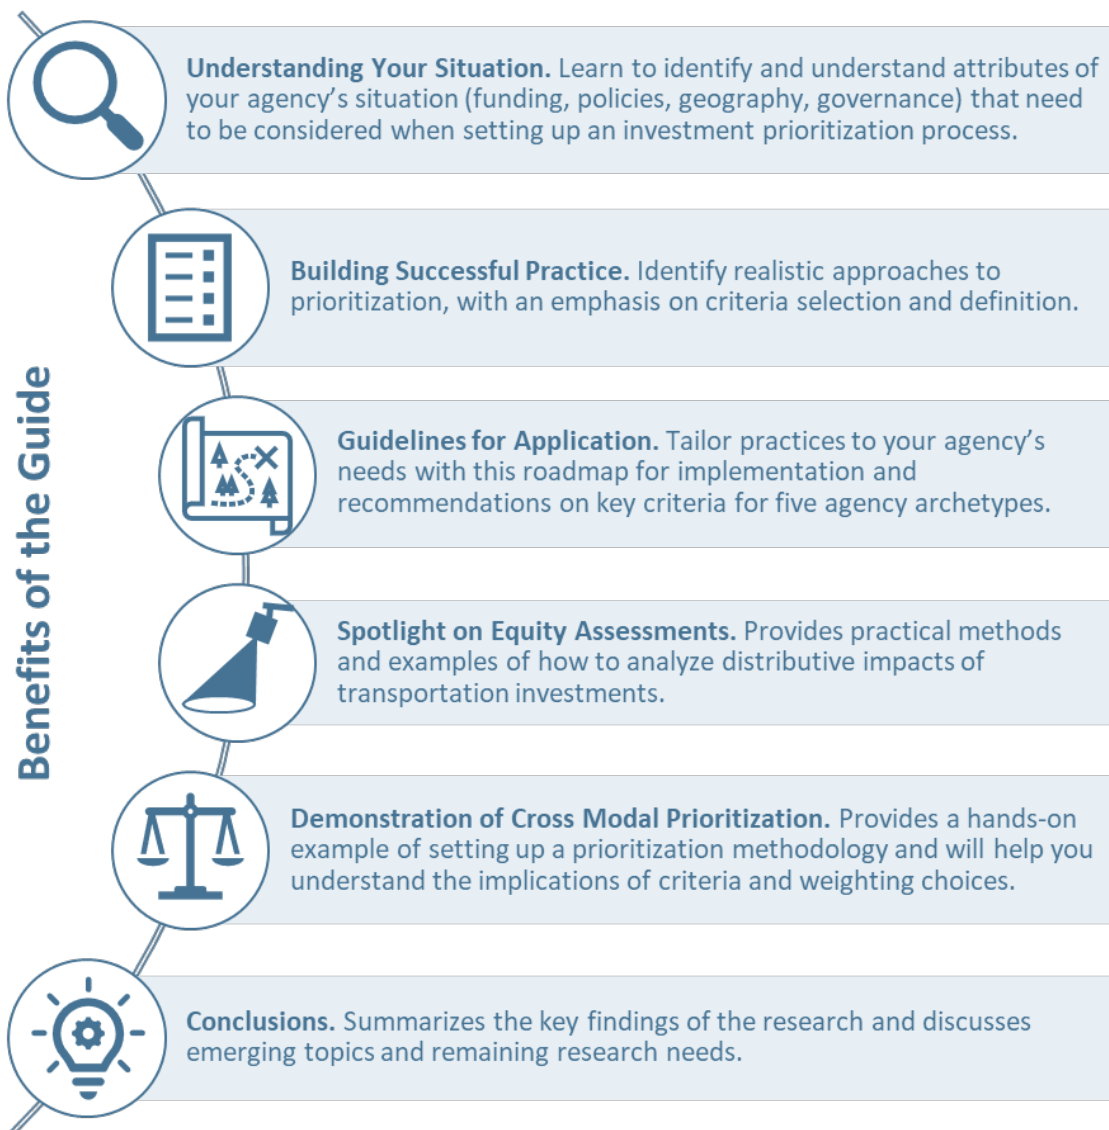 Benefits of the Guide
Understanding Your Situation. Learn to identify and understand attributes of
your agency's situation (funding, policies, geography, governance) that need
to be considered when setting up an investment prioritization process.
Building Successful Practice. Identify realistic approaches to
prioritization, with an emphasis on criteria selection and definition.
Guidelines for Application. Tailor practices to your agency's
needs with this roadmap for implementation and
recommendations on key criteria for five agency archetypes.
Spotlight on Equity Assessments. Provides practical methods
and examples of how to analyze distributive impacts of
transportation investments.
Demonstration of Cross Modal Prioritization. Provides a hands-on
example of setting up a prioritization methodology and will help you
understand the implications of criteria and weighting choices.
Conclusions. Summarizes the key findings of the research and discusses
emerging topics and remaining research needs.